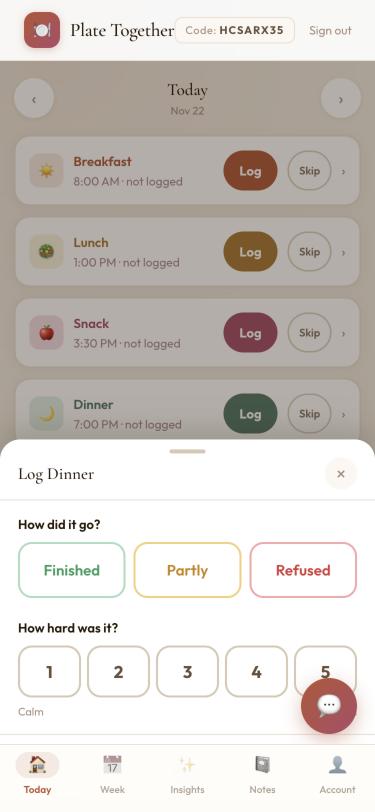 Plate Together
Code: HCSARX35
Sign out
‹
Today
›
Nov 22
Breakfast
8:00 AM · not logged
Log
Skip
›
Lunch
1:00 PM · not logged
Log
Skip
›
Snack
3:30 PM · not logged
Log
Skip
›
Dinner
7:00 PM · not logged
Log
Skip
›
Log Dinner
×
How did it go?
Finished
Partly
Refused
How hard was it?
1
2
3
4
5
Calm
Today
Week
Insights
Notes
Account